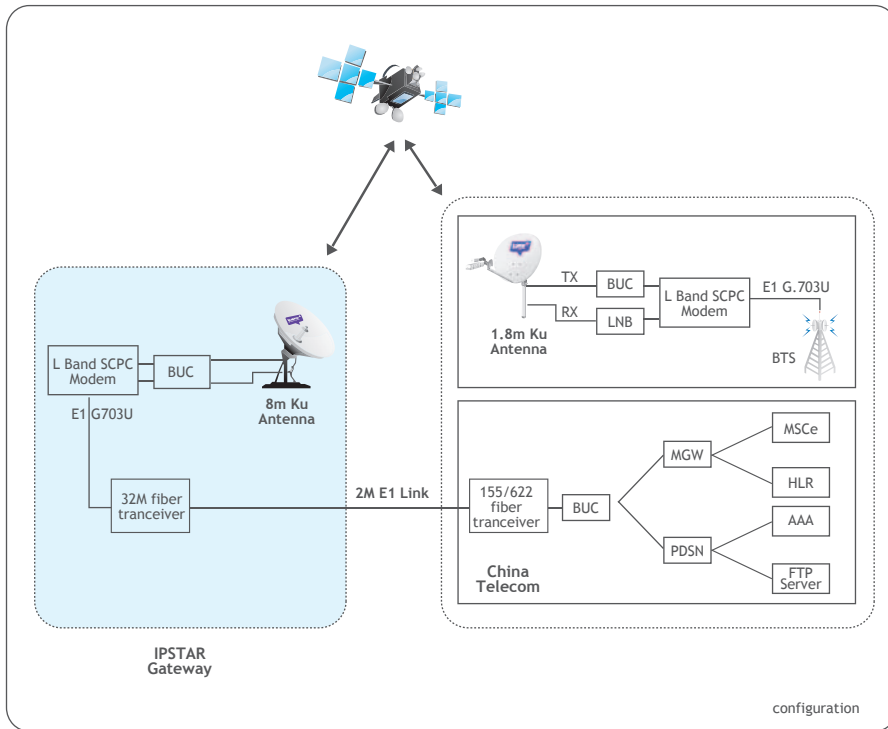 TX
BUC
RX
LNB
L Band SCPC
Modem
E1 G.703U
1.8m Ku
Antenna
BTS
L Band SCPC
Modem
BUC
E1 G703U
8m Ku
Antenna
32M fiber
tranceiver
2M E1 Link
155/622
fiber
tranceiver
BUC
MGW
MSCe
HLR
PDSN
AAA
FTP
Server
China
Telecom
IPSTAR
Gateway
configuration